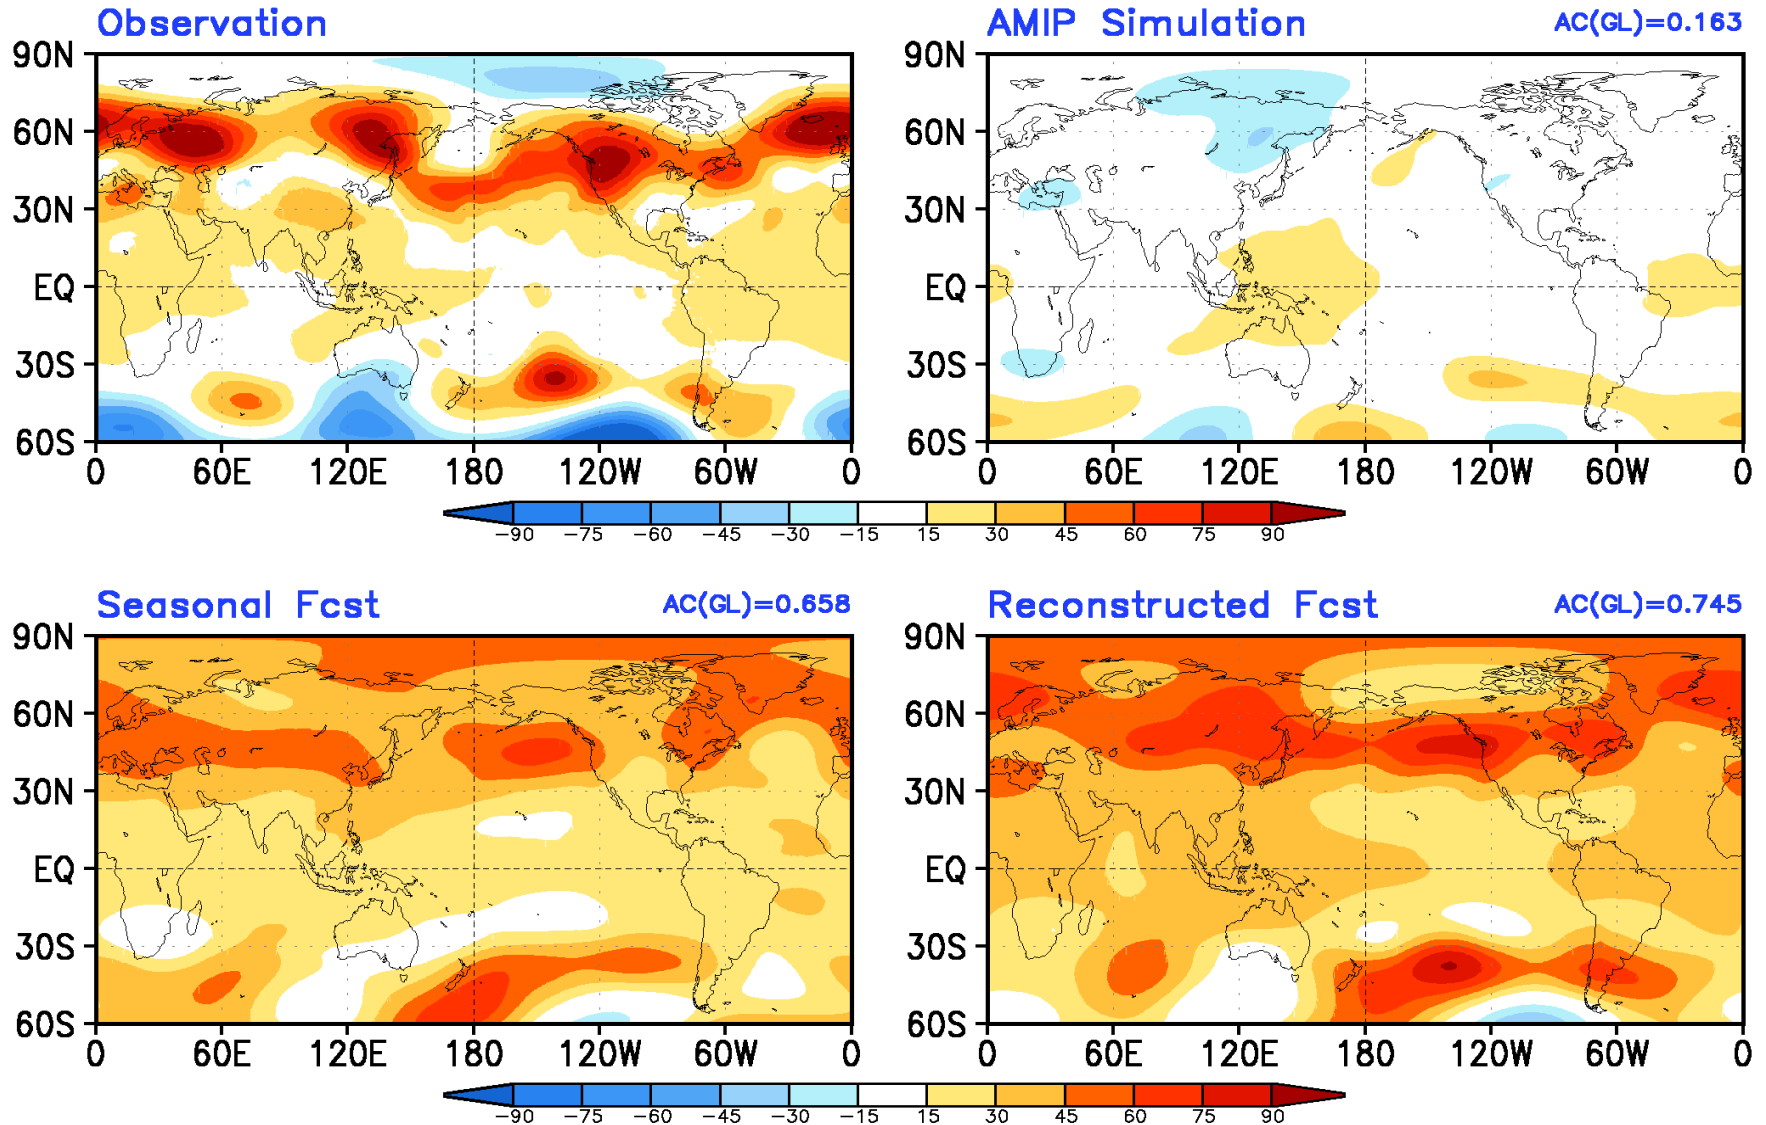 Observation
AMIP Simulation AC(GL)=0.163
90N 90N
60N 60N
30N 30N
EQ EQ
30S 30S
60S 60S
0 60E 120E 180 120W 60W 0 0 60E 120E 180 120W 60W 0
−90 −75 −60 −45 −30 −15 15 30 45 60 75 90
Seasonal Fcst AC(GL)=0.658
Reconstructed Fcst AC(GL)=0.745
90N 90N
60N 60N
30N 30N
EQ EQ
30S 30S
60S 60S
0 60E 120E 180 120W 60W 0 0 60E 120E 180 120W 60W 0
−90 −75 −60 −45 −30 −15 15 30 45 60 75 90